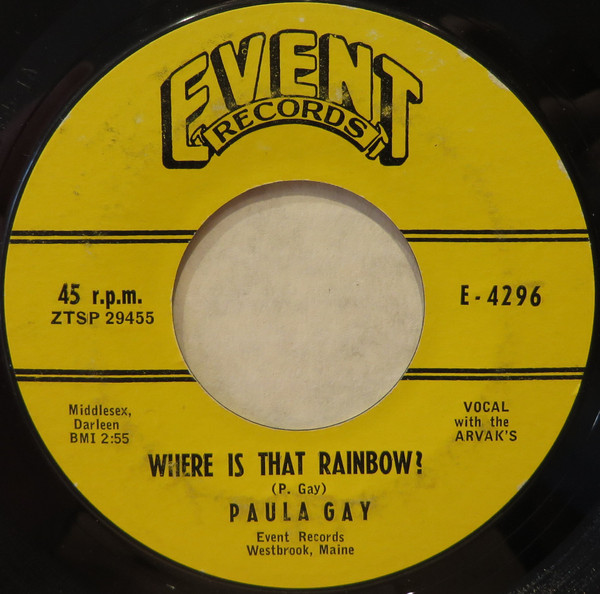 EVENT
RECORDS
45 r.p.m.
ZTSP 29455
E-4296
Middlesex,
Darleen
BMI 2:55
VOCAL
with the
ARVAK'S
WHERE IS THAT RAINBOW?
(P. Gay)
PAULA GAY
Event Records
Westbrook, Maine